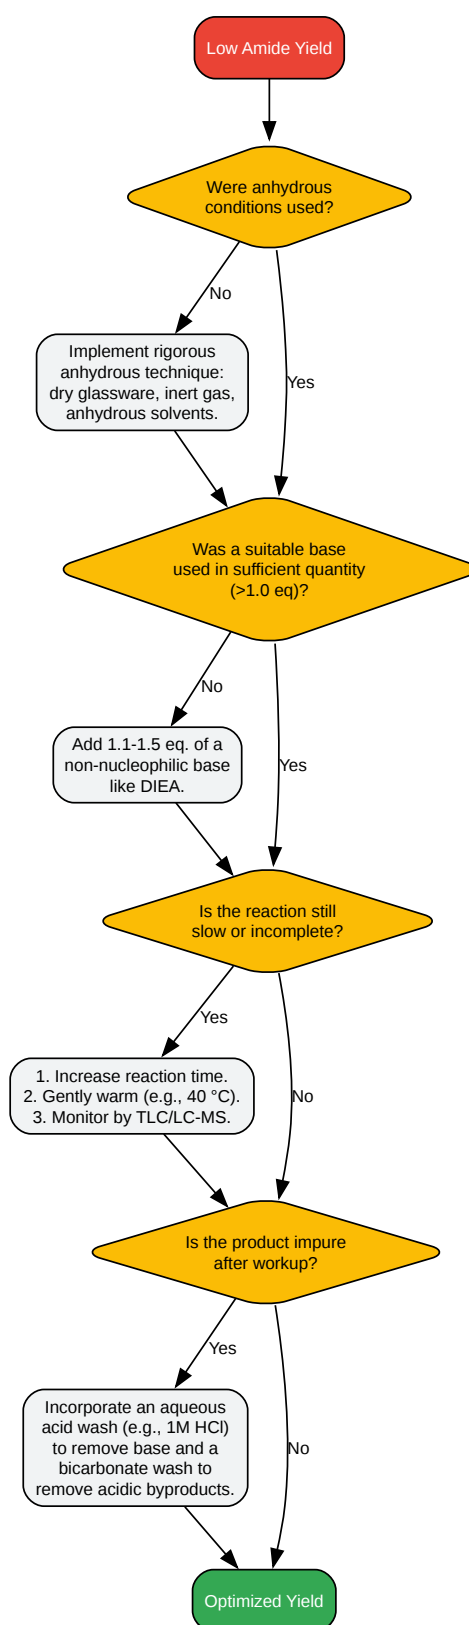 Low Amide Yield
Were anhydrous
conditions used?
No
Implement rigorous
anhydrous technique:
dry glassware, inert gas,
anhydrous solvents.
Yes
Was a suitable base
used in sufficient quantity
(>1.0 eq)?
No
Add 1.1-1.5 eq. of a
non-nucleophilic base
like DIEA.
Yes
Is the reaction still
slow or incomplete?
Yes
1. Increase reaction time.
2. Gently warm (e.g., 40 °C).
3. Monitor by TLC/LC-MS.
No
Is the product impure
after workup?
Yes
Incorporate an aqueous
acid wash (e.g., 1M HCl)
to remove base and a
bicarbonate wash to
remove acidic byproducts.
No
Optimized Yield